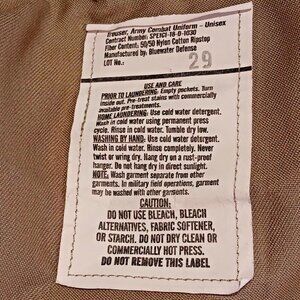 Trouser, Army Combat Uniform - Unisex
Contract Number: SPE1C1-18-D-1030
Fiber Content: 50/50 Nylon Cotton Ripstop
Manufactured by: Bluewater Defense
LOT No.: 29
USE AND CARE
PRIOR TO LAUNDERING: Empty pockets. Turn
inside out. Pre-treat stains with commercially
available pre-treatments.
HOME LAUNDERING: Use cold water detergent.
Wash in cold water using permanent press
cycle. Rinse in cold water. Tumble dry low.
WASHING BY HAND: Use cold water detergent.
Wash in cold water. Rinse completely. Never
twist or wring dry. Hang dry on a rust-proof
hanger. Do not hang dry in direct sunlight.
NOTE: Wash garment separate from other
garments. In military field operations, garment
may be washed with other garments.
CAUTION:
DO NOT USE BLEACH, BLEACH
ALTERNATIVES, FABRIC SOFTENER,
OR STARCH. DO NOT DRY CLEAN OR
COMMERCIALLY HOT PRESS.
DO NOT REMOVE THIS LABEL